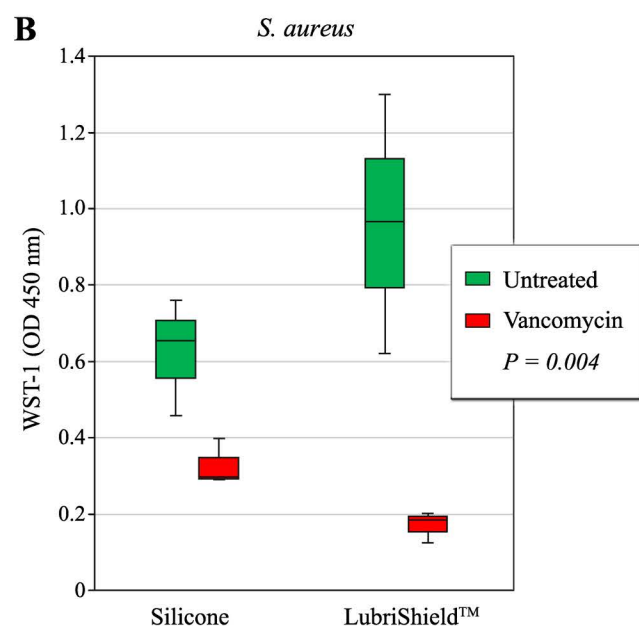 B
S. aureus
1.4
1.2
1.0
0.8
0.6
0.4
0.2
0
WST-1 (OD 450 nm)
Untreated
Vancomycin
P = 0.004
Silicone
LubriShield™